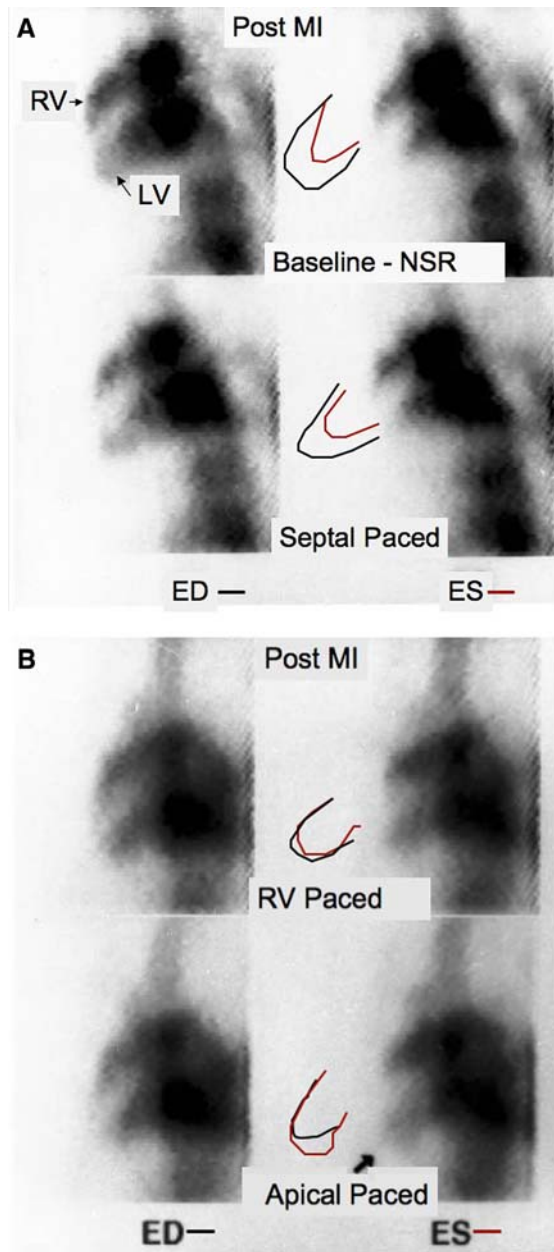 A
Post MI
RV
LV
Baseline - NSR
Septal Paced
ED
ES
B
Post MI
RV Paced
Apical Paced
ED
ES